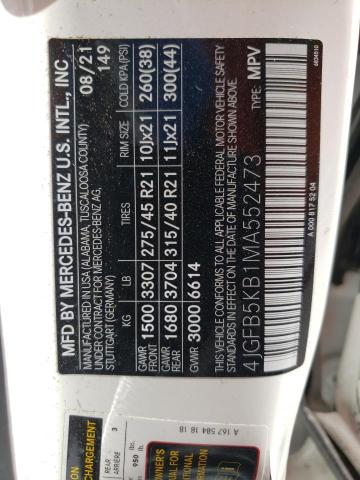 MFD BY MERCEDES-BENZ U.S. INTL., INC. 08/21
MANUFACTURED IN USA (ALABAMA, TUSCALOOSA COUNTY) 149
UNDER CONTRACT FOR MERCEDES-BENZ AG,
STUTTGART (GERMANY)
KG LB TIRES RIM SIZE COLD KPA(PSI)
GAWR FRONT 1500 3307 275/45 R21 10Jx21 260(38)
GAWR REAR 1680 3704 315/40 R21 11Jx21 300(44)
GVWR 3000 6614
THIS VEHICLE CONFORMS TO ALL APPLICABLE FEDERAL MOTOR VEHICLE SAFETY
STANDARDS IN EFFECT ON THE DATE OF MANUFACTURE SHOWN ABOVE.
4JGFB5KB1MA552473 TYPE: MPV
A 000 817 52 04
A 167 584 18 18
CHARGEMENT
REAR
ARRIÈRE
3
lbs.
950 lb.
OWNER'S